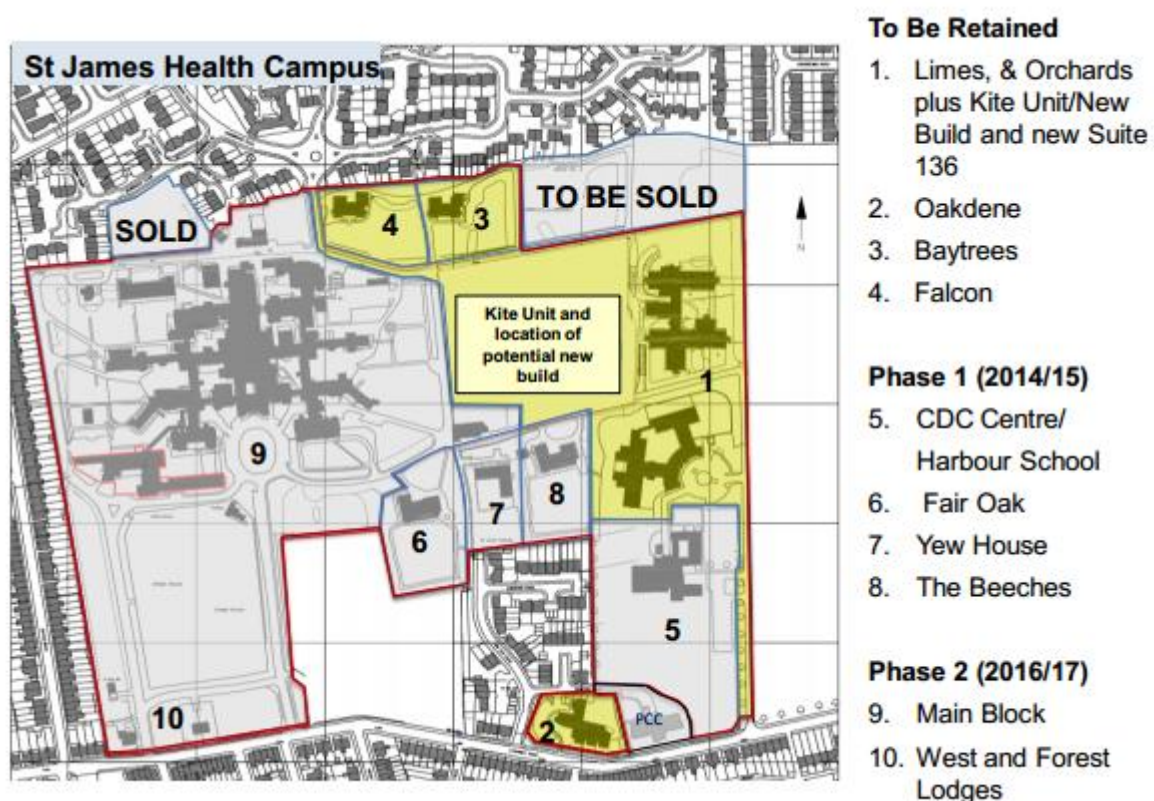 St James Health Campus
SOLD
4
3
TO BE SOLD
N
Kite Unit and
location of
potential new
build
1
9
8
7
6
5
10
2
PCC
To Be Retained
1. Limes, & Orchards
plus Kite Unit/New
Build and new Suite
136
2. Oakdene
3. Baytrees
4. Falcon
Phase 1 (2014/15)
5. CDC Centre/
Harbour School
6. Fair Oak
7. Yew House
8. The Beeches
Phase 2 (2016/17)
9. Main Block
10. West and Forest
Lodges